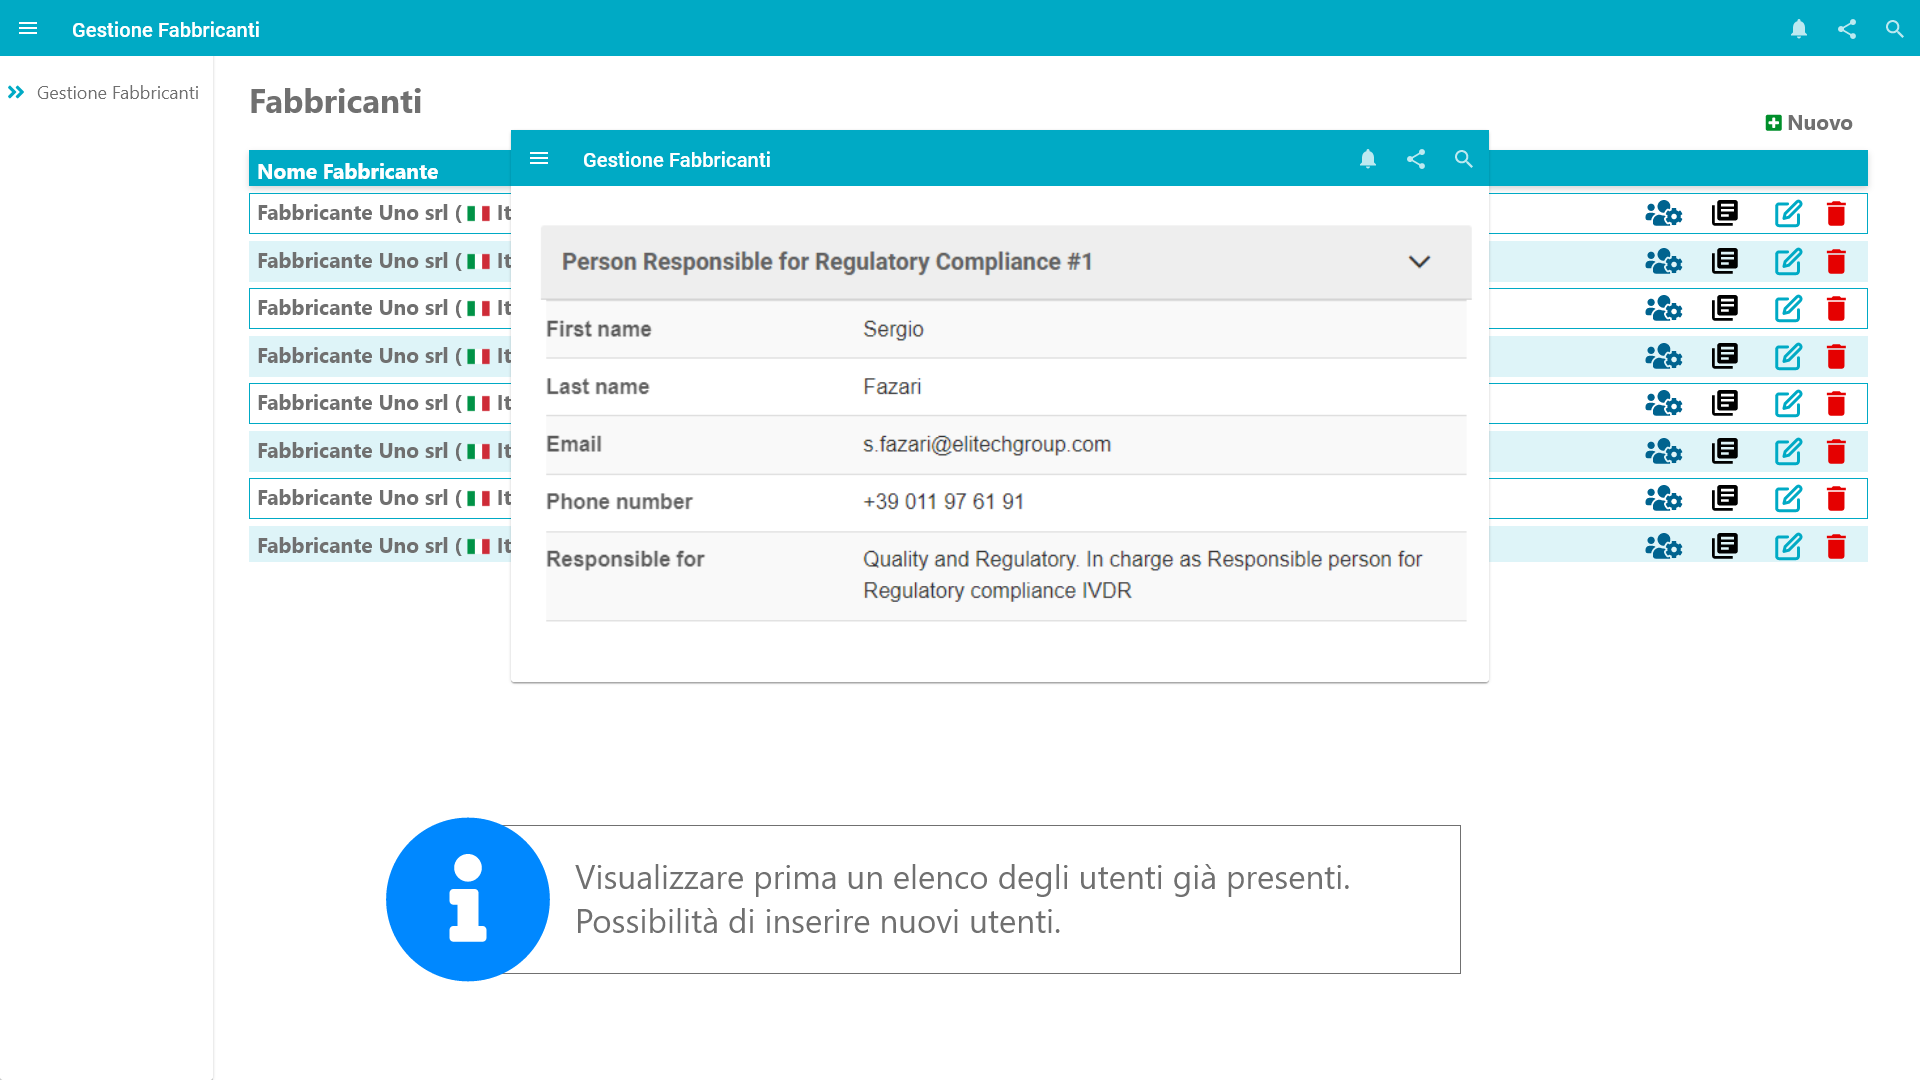 Gestione Fabbricanti
Gestione Fabbricanti
Fabbricanti
Nuovo
Nome Fabbricante
Fabbricante Uno srl ( It
Fabbricante Uno srl ( It
Fabbricante Uno srl ( It
Fabbricante Uno srl ( It
Fabbricante Uno srl ( It
Fabbricante Uno srl ( It
Fabbricante Uno srl ( It
Fabbricante Uno srl ( It
Gestione Fabbricanti
Person Responsible for Regulatory Compliance #1
First name Sergio
Last name Fazari
Email s.fazari@elitechgroup.com
Phone number +39 011 97 61 91
Responsible for Quality and Regulatory. In charge as Responsible person for
Regulatory compliance IVDR
Visualizzare prima un elenco degli utenti già presenti.
Possibilità di inserire nuovi utenti.